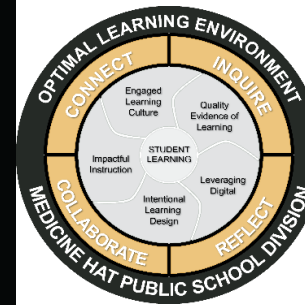 OPTIMAL LEARNING ENVIRONMENT
CONNECT
INQUIRE
Engaged
Learning
Culture
Quality
Evidence of
Learning
STUDENT
LEARNING
Impactful
Instruction
Leveraging
Digital
Intentional
Learning
Design
COLLABORATE
REFLECT
MEDICINE HAT PUBLIC SCHOOL DIVISION